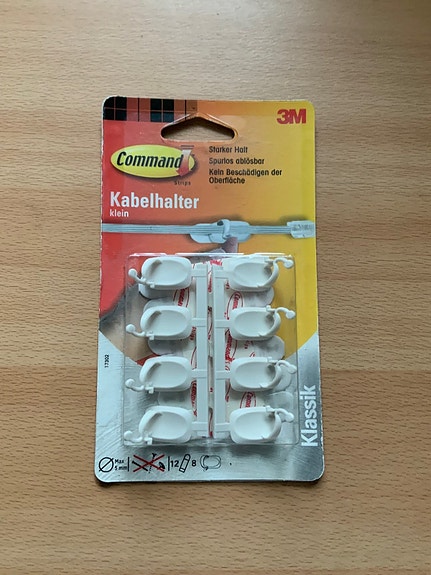 3M
Command
Strips
Starker Halt
Spurlos ablösbar
Kein Beschädigen der
Oberfläche
Kabelhalter
klein
17302
Klassik
Max
5 mm
12 8